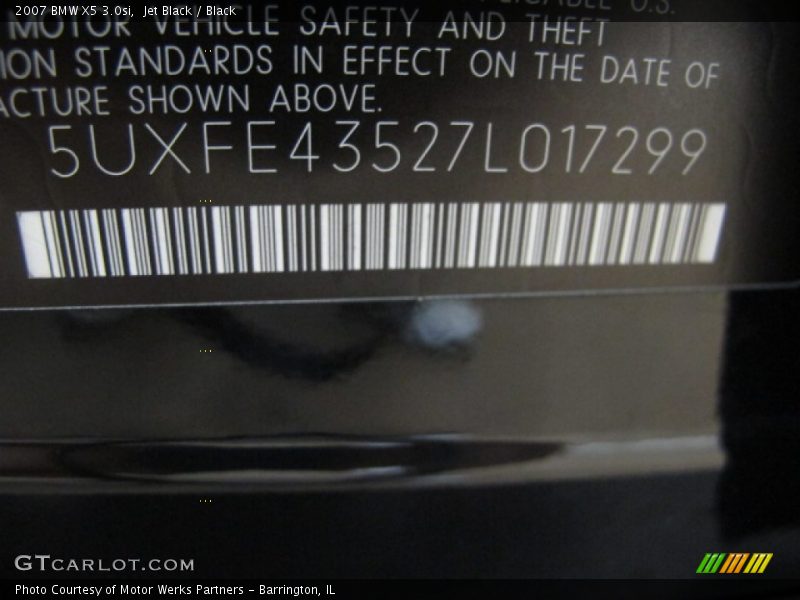 2007 BMW X5 3.0si, Jet Black / Black
U.S.
MOTOR VEHICLE SAFETY AND THEFT
ION STANDARDS IN EFFECT ON THE DATE OF
ACTURE SHOWN ABOVE.
5UXFE43527L017299
GTCARLOT.COM
Photo Courtesy of Motor Werks Partners - Barrington, IL